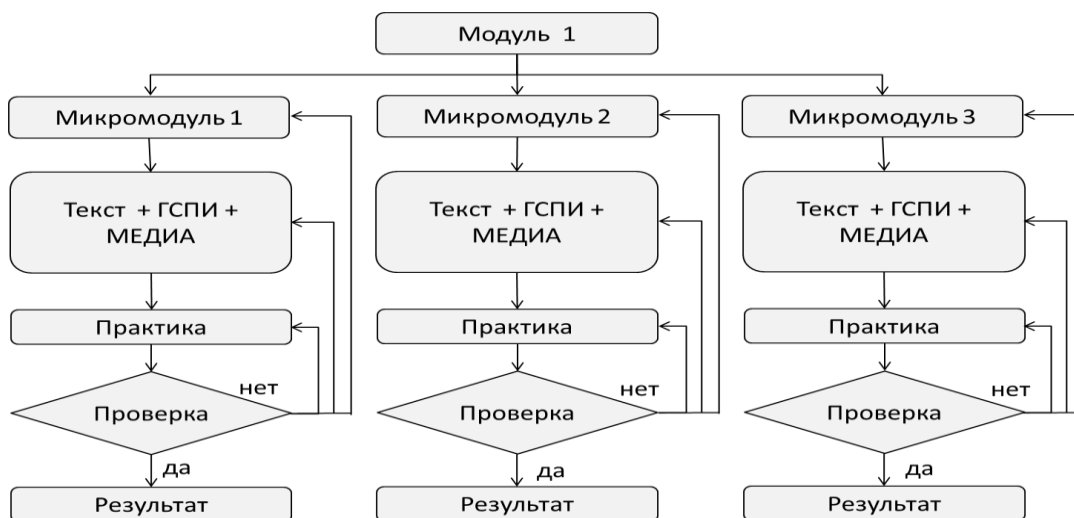 Модуль 1
Микромодуль 1
Микромодуль 2
Микромодуль 3
Текст + ГСПИ +
МЕДИА
Текст + ГСПИ +
МЕДИА
Текст + ГСПИ +
МЕДИА
Практика
Практика
Практика
нет
нет
нет
Проверка
Проверка
Проверка
да
да
да
Результат
Результат
Результат